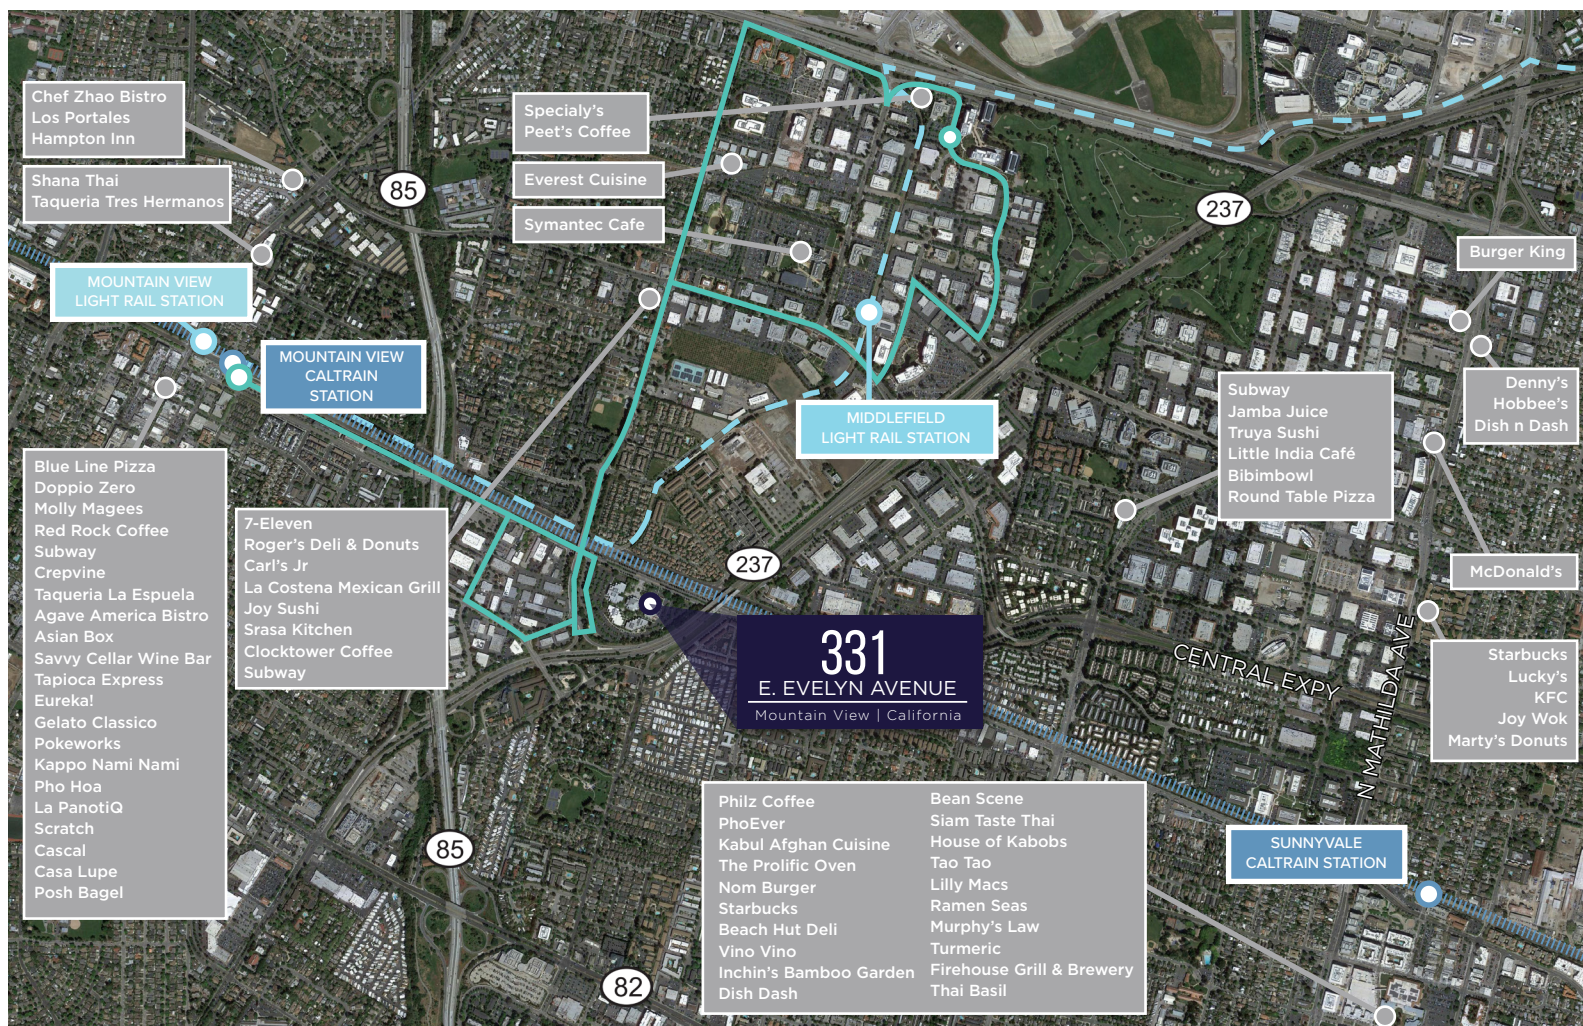 Chef Zhao Bistro
Los Portales
Hampton Inn
Shana Thai
Taqueria Tres Hermanos
85
Specialy's
Peet's Coffee
Everest Cuisine
Symantec Cafe
237
Burger King
MOUNTAIN VIEW
LIGHT RAIL STATION
MOUNTAIN VIEW
CALTRAIN
STATION
MIDDLEFIELD
LIGHT RAIL STATION
Subway
Jamba Juice
Truya Sushi
Little India Café
Bibimbowl
Round Table Pizza
Denny's
Hobbee's
Dish n Dash
McDonald's
Blue Line Pizza
Doppio Zero
Molly Magees
Red Rock Coffee
Subway
Crepvine
Taqueria La Espuela
Agave America Bistro
Asian Box
Savvy Cellar Wine Bar
Tapioca Express
Eureka!
Gelato Classico
Pokeworks
Kappo Nami Nami
Pho Hoa
La PanotiQ
Scratch
Cascal
Casa Lupe
Posh Bagel
7-Eleven
Roger's Deli & Donuts
Carl's Jr
La Costena Mexican Grill
Joy Sushi
Srasa Kitchen
Clocktower Coffee
Subway
237
331
E. EVELYN AVENUE
Mountain View | California
CENTRAL EXPY
N MATHILDA AVE
Starbucks
Lucky's
KFC
Joy Wok
Marty's Donuts
85
82
Philz Coffee
PhoEver
Kabul Afghan Cuisine
The Prolific Oven
Nom Burger
Starbucks
Beach Hut Deli
Vino Vino
Inchin's Bamboo Garden
Dish Dash
Bean Scene
Siam Taste Thai
House of Kabobs
Tao Tao
Lilly Macs
Ramen Seas
Murphy's Law
Turmeric
Firehouse Grill & Brewery
Thai Basil
SUNNYVALE
CALTRAIN STATION